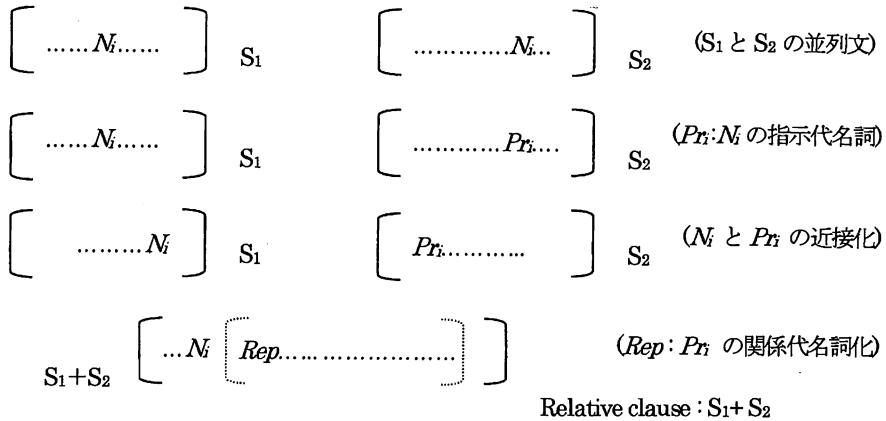 ……Ni…… S₁ ………….Ni… S₂ (S₁ と S₂ の並列文)
……Ni…… S₁ …………Pri…. S₂ (Pri:Ni の指示代名詞)
………Ni S₁ Pri………… S₂ (Ni と Pri の近接化)
S₁+S₂ …Ni Rep………………………… (Rep : Pri の関係代名詞化)
Relative clause : S₁+ S₂